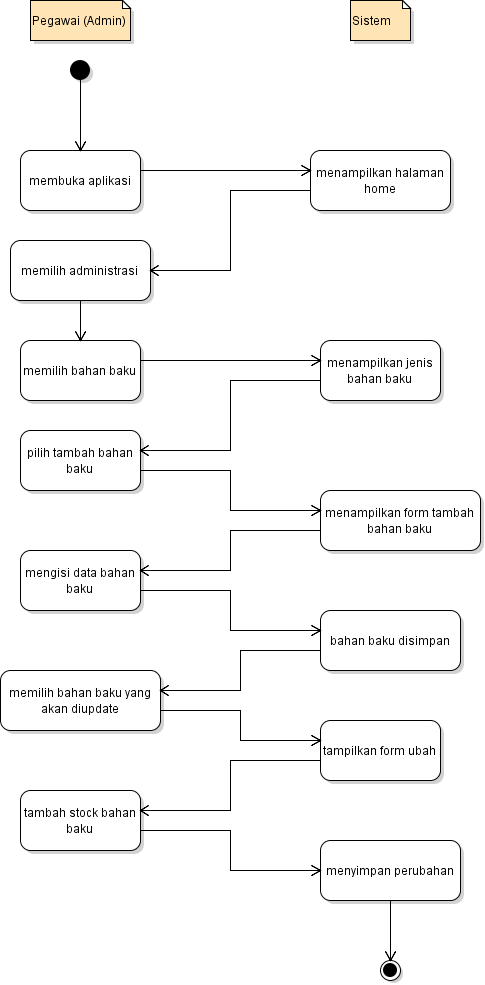 Pegawai (Admin)
Sistem
membuka aplikasi
menampilkan halaman
home
memilih administrasi
memilih bahan baku
menampilkan jenis
bahan baku
pilih tambah bahan
baku
menampilkan form tambah
bahan baku
mengisi data bahan
baku
bahan baku disimpan
memilih bahan baku yang
akan diupdate
tampilkan form ubah
tambah stock bahan
baku
menyimpan perubahan